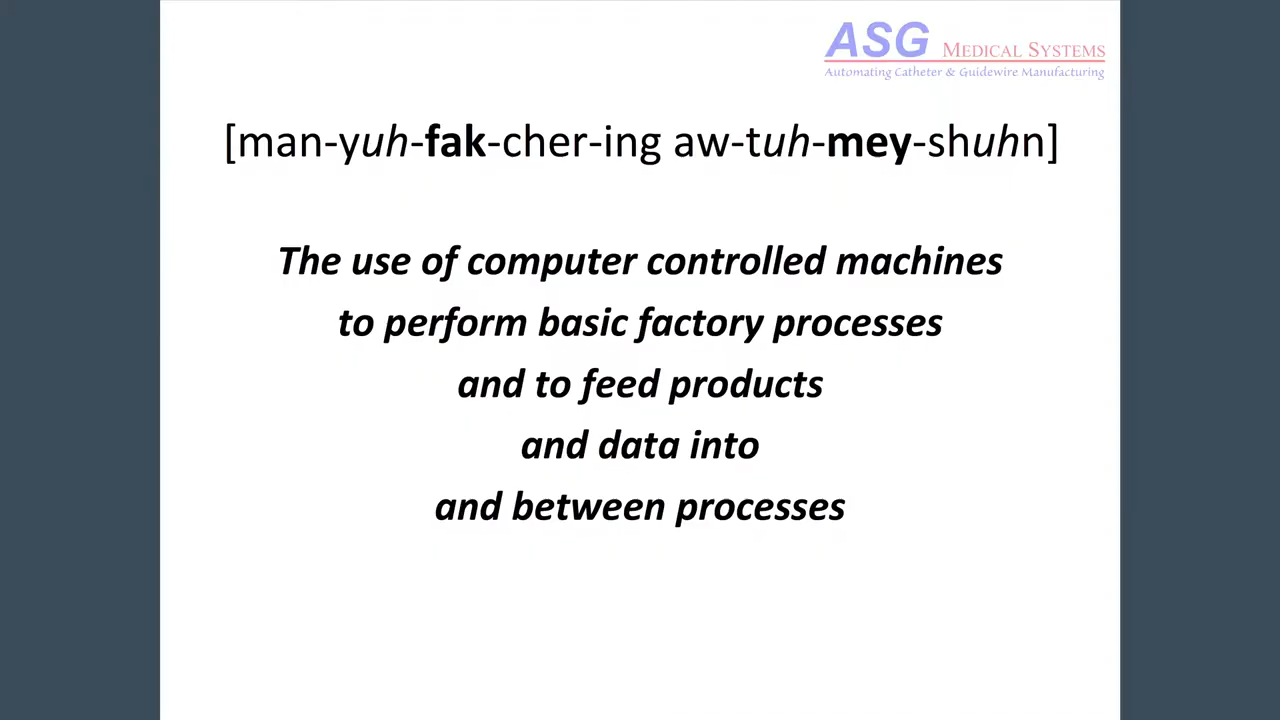 ASG MEDICAL SYSTEMS
Automating Catheter & Guidewire Manufacturing
[man-yuh-fak-cher-ing aw-tuh-mey-shuhn]
The use of computer controlled machines
to perform basic factory processes
and to feed products
and data into
and between processes